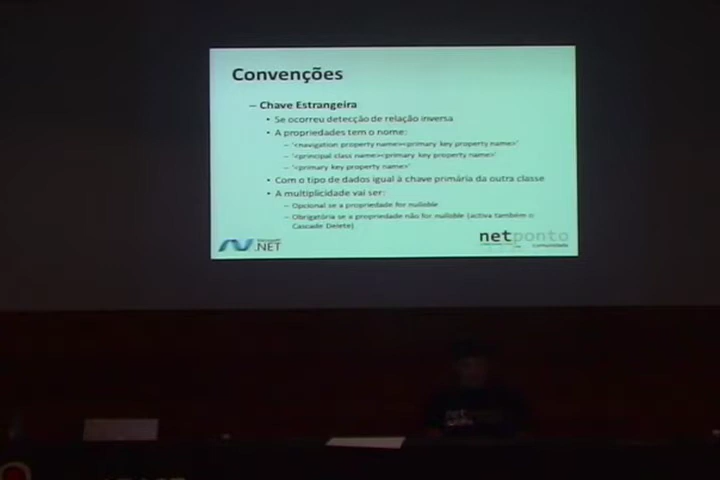 Convenções
– Chave Estrangeira
• Se ocorreu detecção de relação inversa
• A propriedades tem o nome:
– '<navigation property name><primary key property name>'
– '<principal class name><primary key property name>'
– '<primary key property name>'
• Com o tipo de dados igual à chave primária da outra classe
• A multiplicidade vai ser:
– Opcional se a propriedade for nullable
– Obrigatória se a propriedade não for nullable (activa também o
Cascade Delete)
Microsoft
.NET
netponto
comunidade
net